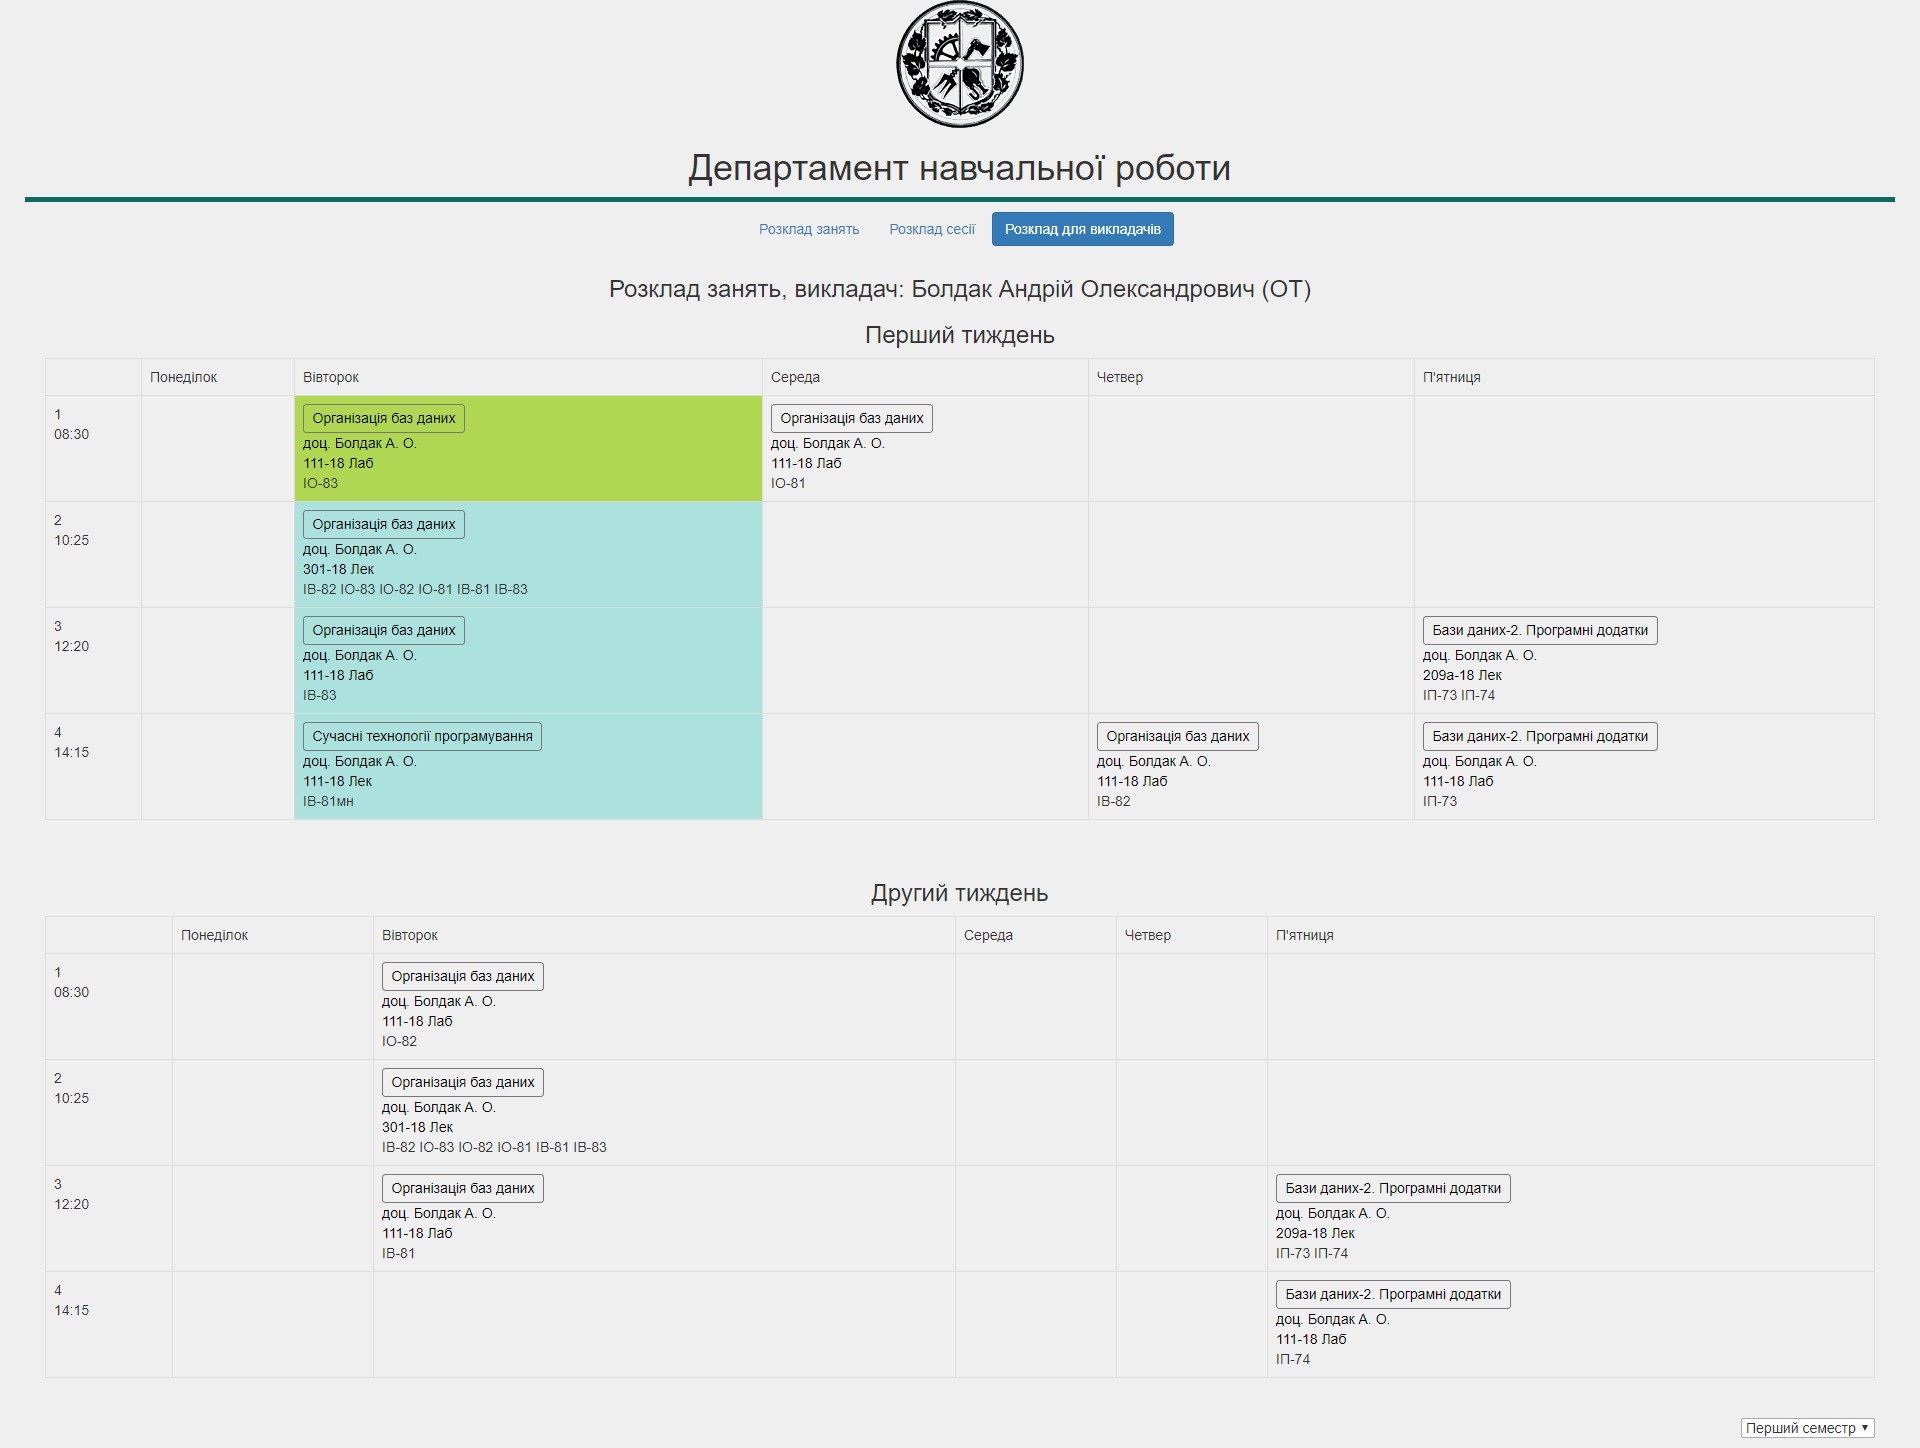 Департамент навчальної роботи
Розклад занять Розклад сесії Розклад для викладачів
Розклад занять, викладач: Болдак Андрій Олександрович (ОТ)
Перший тиждень
Понеділок Вівторок Середа Четвер П'ятниця
1
08:30
Організація баз даних
доц. Болдак А. О.
111-18 Лаб
ІО-83
Організація баз даних
доц. Болдак А. О.
111-18 Лаб
ІО-81
2
10:25
Організація баз даних
доц. Болдак А. О.
301-18 Лек
ІВ-82 ІО-83 ІО-82 ІО-81 ІВ-81 ІВ-83
3
12:20
Організація баз даних
доц. Болдак А. О.
111-18 Лаб
ІВ-83
Бази даних-2. Програмні додатки
доц. Болдак А. О.
209а-18 Лек
ІП-73 ІП-74
4
14:15
Сучасні технології програмування
доц. Болдак А. О.
111-18 Лек
ІВ-81мн
Організація баз даних
доц. Болдак А. О.
111-18 Лаб
ІВ-82
Бази даних-2. Програмні додатки
доц. Болдак А. О.
111-18 Лаб
ІП-73
Другий тиждень
Понеділок Вівторок Середа Четвер П'ятниця
1
08:30
Організація баз даних
доц. Болдак А. О.
111-18 Лаб
ІО-82
2
10:25
Організація баз даних
доц. Болдак А. О.
301-18 Лек
ІВ-82 ІО-83 ІО-82 ІО-81 ІВ-81 ІВ-83
3
12:20
Організація баз даних
доц. Болдак А. О.
111-18 Лаб
ІВ-81
Бази даних-2. Програмні додатки
доц. Болдак А. О.
209а-18 Лек
ІП-73 ІП-74
4
14:15
Бази даних-2. Програмні додатки
доц. Болдак А. О.
111-18 Лаб
ІП-74
Перший семестр